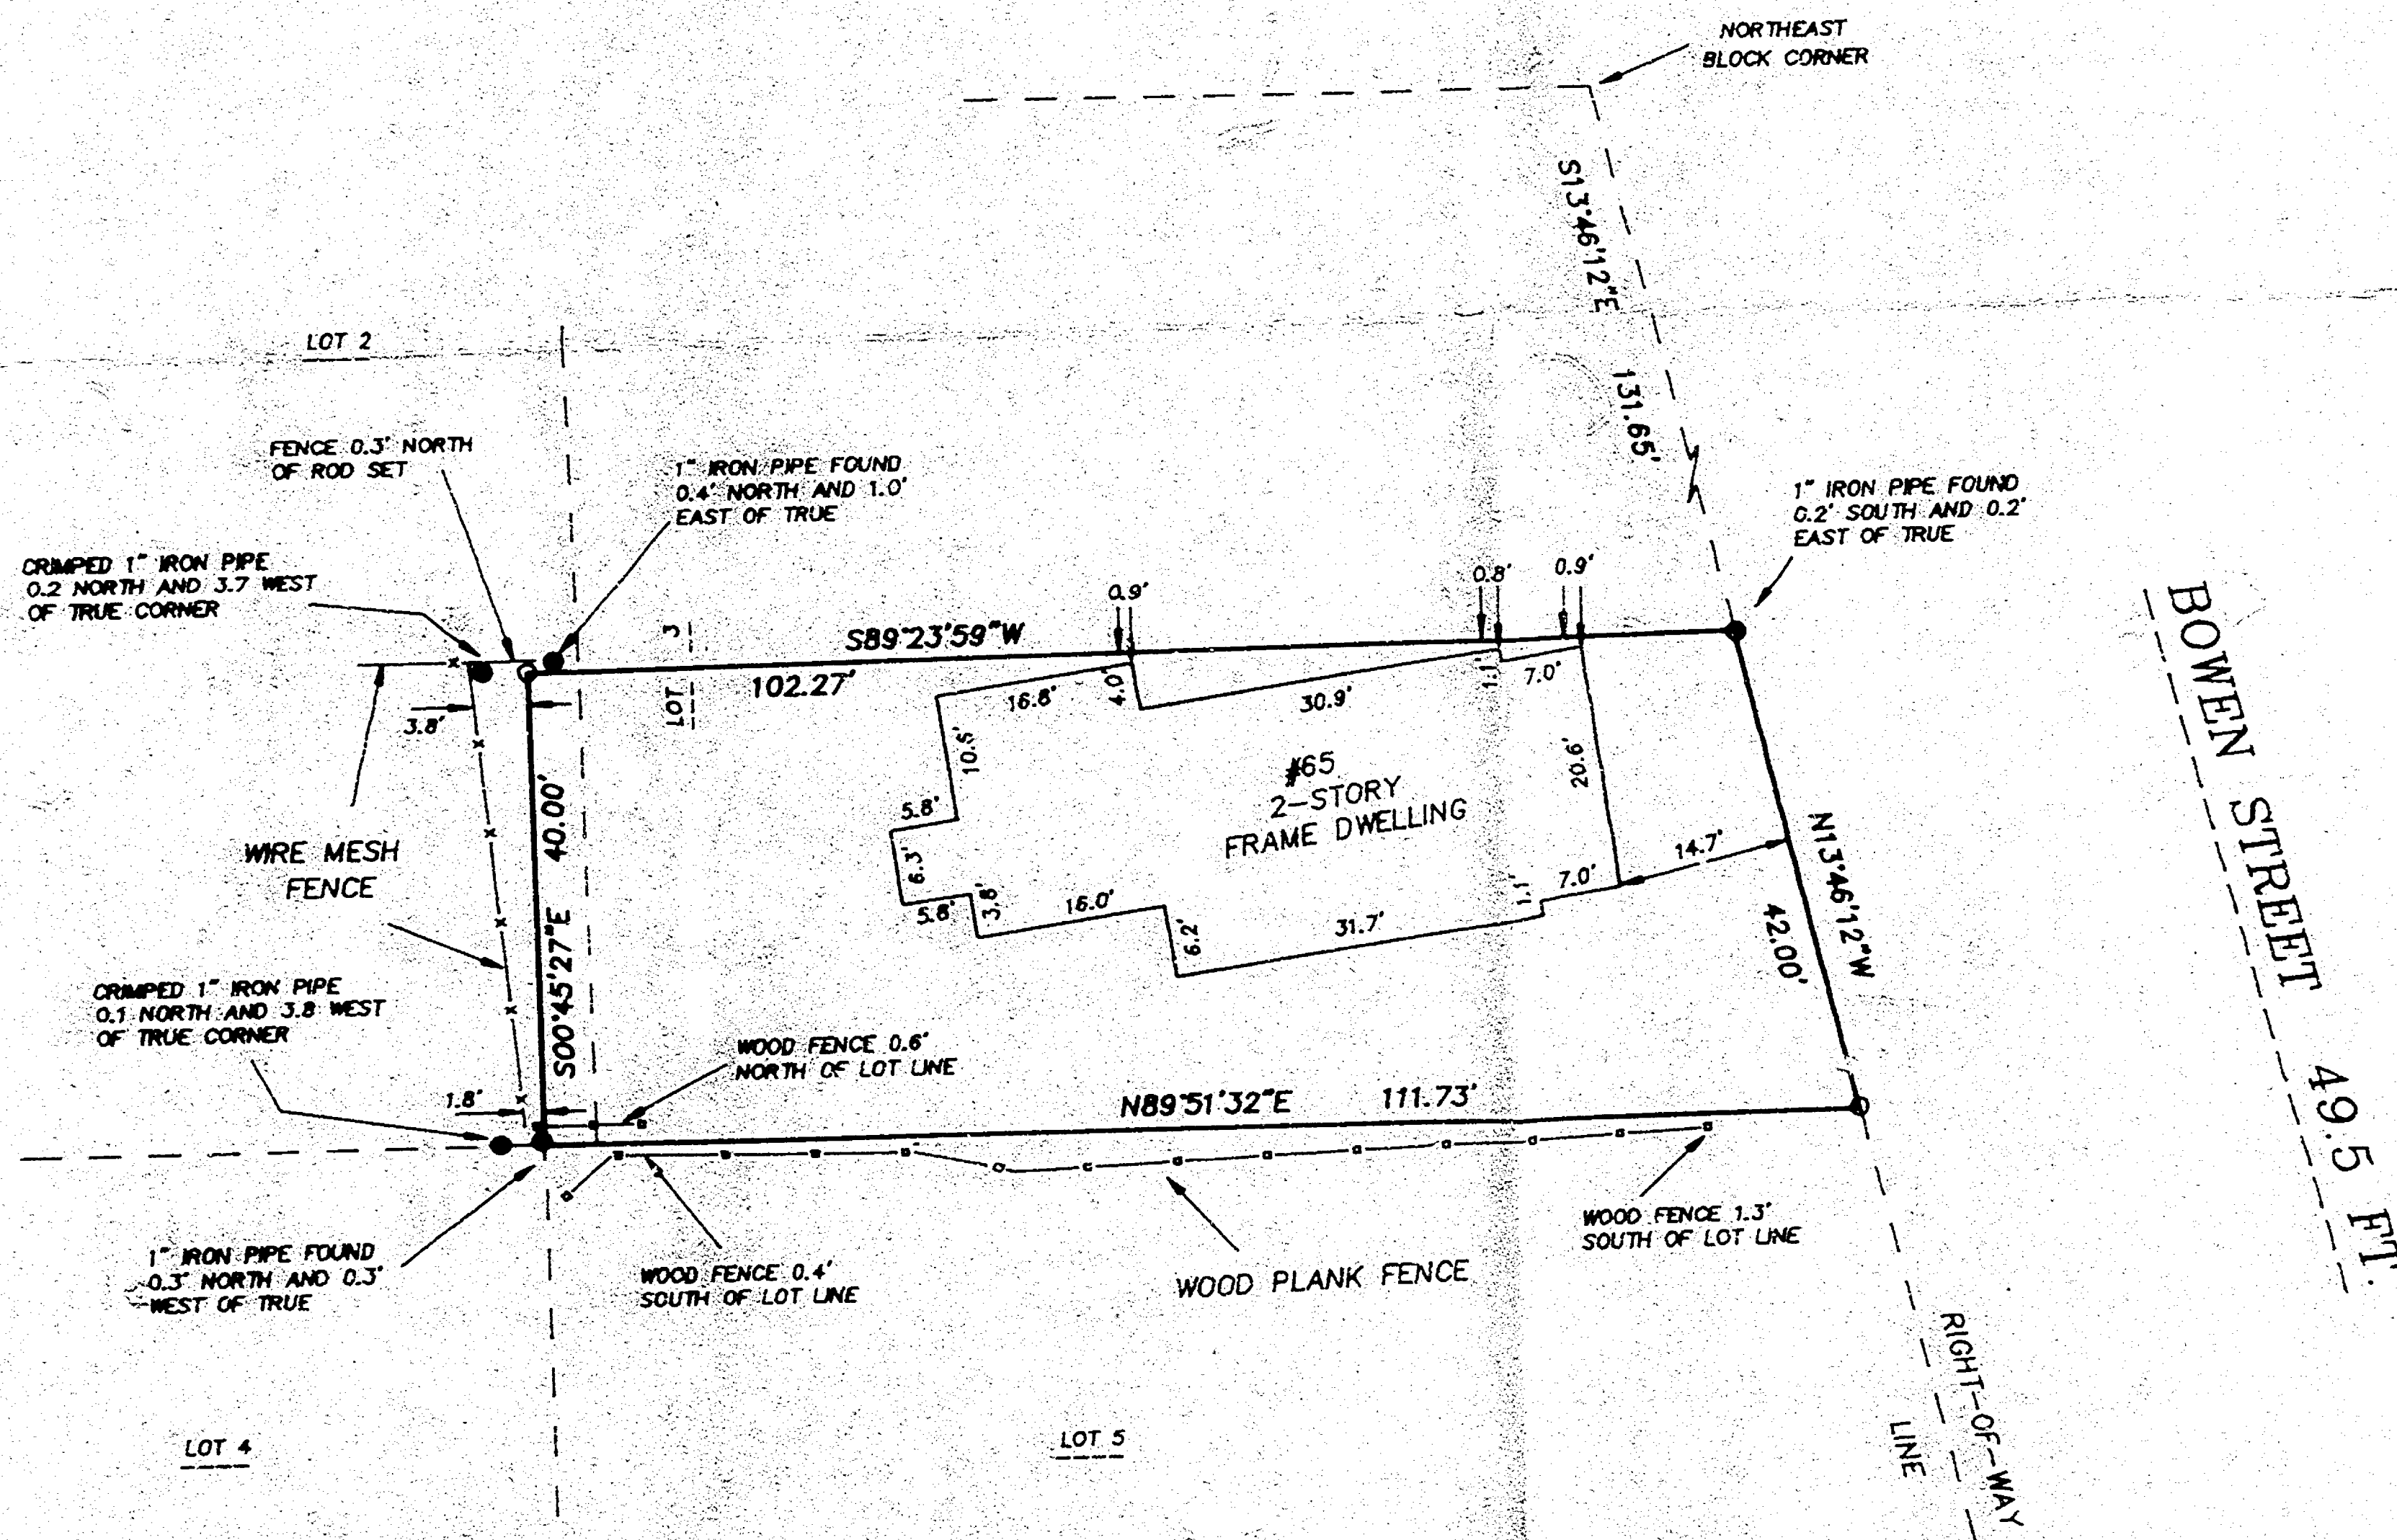 NORTHEAST
BLOCK CORNER
S13°46'12"E
131.65'
LOT 2
FENCE 0.3' NORTH
OF ROD SET
1" IRON PIPE FOUND
0.4' NORTH AND 1.0'
EAST OF TRUE
1" IRON PIPE FOUND
0.2' SOUTH AND 0.2'
EAST OF TRUE
CRIMPED 1" IRON PIPE
0.2 NORTH AND 3.7 WEST
OF TRUE CORNER
0.9'
0.8'
0.9'
S89°23'59"W
102.27'
LOT 3
3.8'
16.8'
4.0'
30.9'
1.1'
7.0'
10.5'
20.6'
#65
2-STORY
FRAME DWELLING
5.8'
6.3'
5.8'
3.8'
16.0'
6.2'
31.7'
1.1'
7.0'
14.7'
WIRE MESH
FENCE
40.00'
S00°45'27"E
N13°46'12"W
42.00'
BOWEN STREET 49.5 FT.
CRIMPED 1" IRON PIPE
0.1 NORTH AND 3.8 WEST
OF TRUE CORNER
1.8'
WOOD FENCE 0.6'
NORTH OF LOT LINE
N89°51'32"E
111.73'
1" IRON PIPE FOUND
0.3' NORTH AND 0.3'
WEST OF TRUE
WOOD FENCE 0.4'
SOUTH OF LOT LINE
WOOD PLANK FENCE
WOOD FENCE 1.3'
SOUTH OF LOT LINE
LOT 4
LOT 5
RIGHT-OF-WAY
LINE